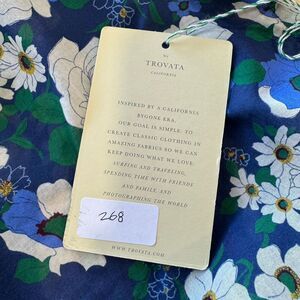 TROVATA
CALIFORNIA
INSPIRED BY A CALIFORNIA
BYGONE ERA,
OUR GOAL IS SIMPLE. TO
CREATE CLASSIC CLOTHING IN
AMAZING FABRICS SO WE CAN
KEEP DOING WHAT WE LOVE:
SURFING AND TRAVELING,
SPENDING TIME WITH FRIENDS
AND FAMILY, AND
PHOTOGRAPHING THE WORLD
268
WWW.TROVATA.COM